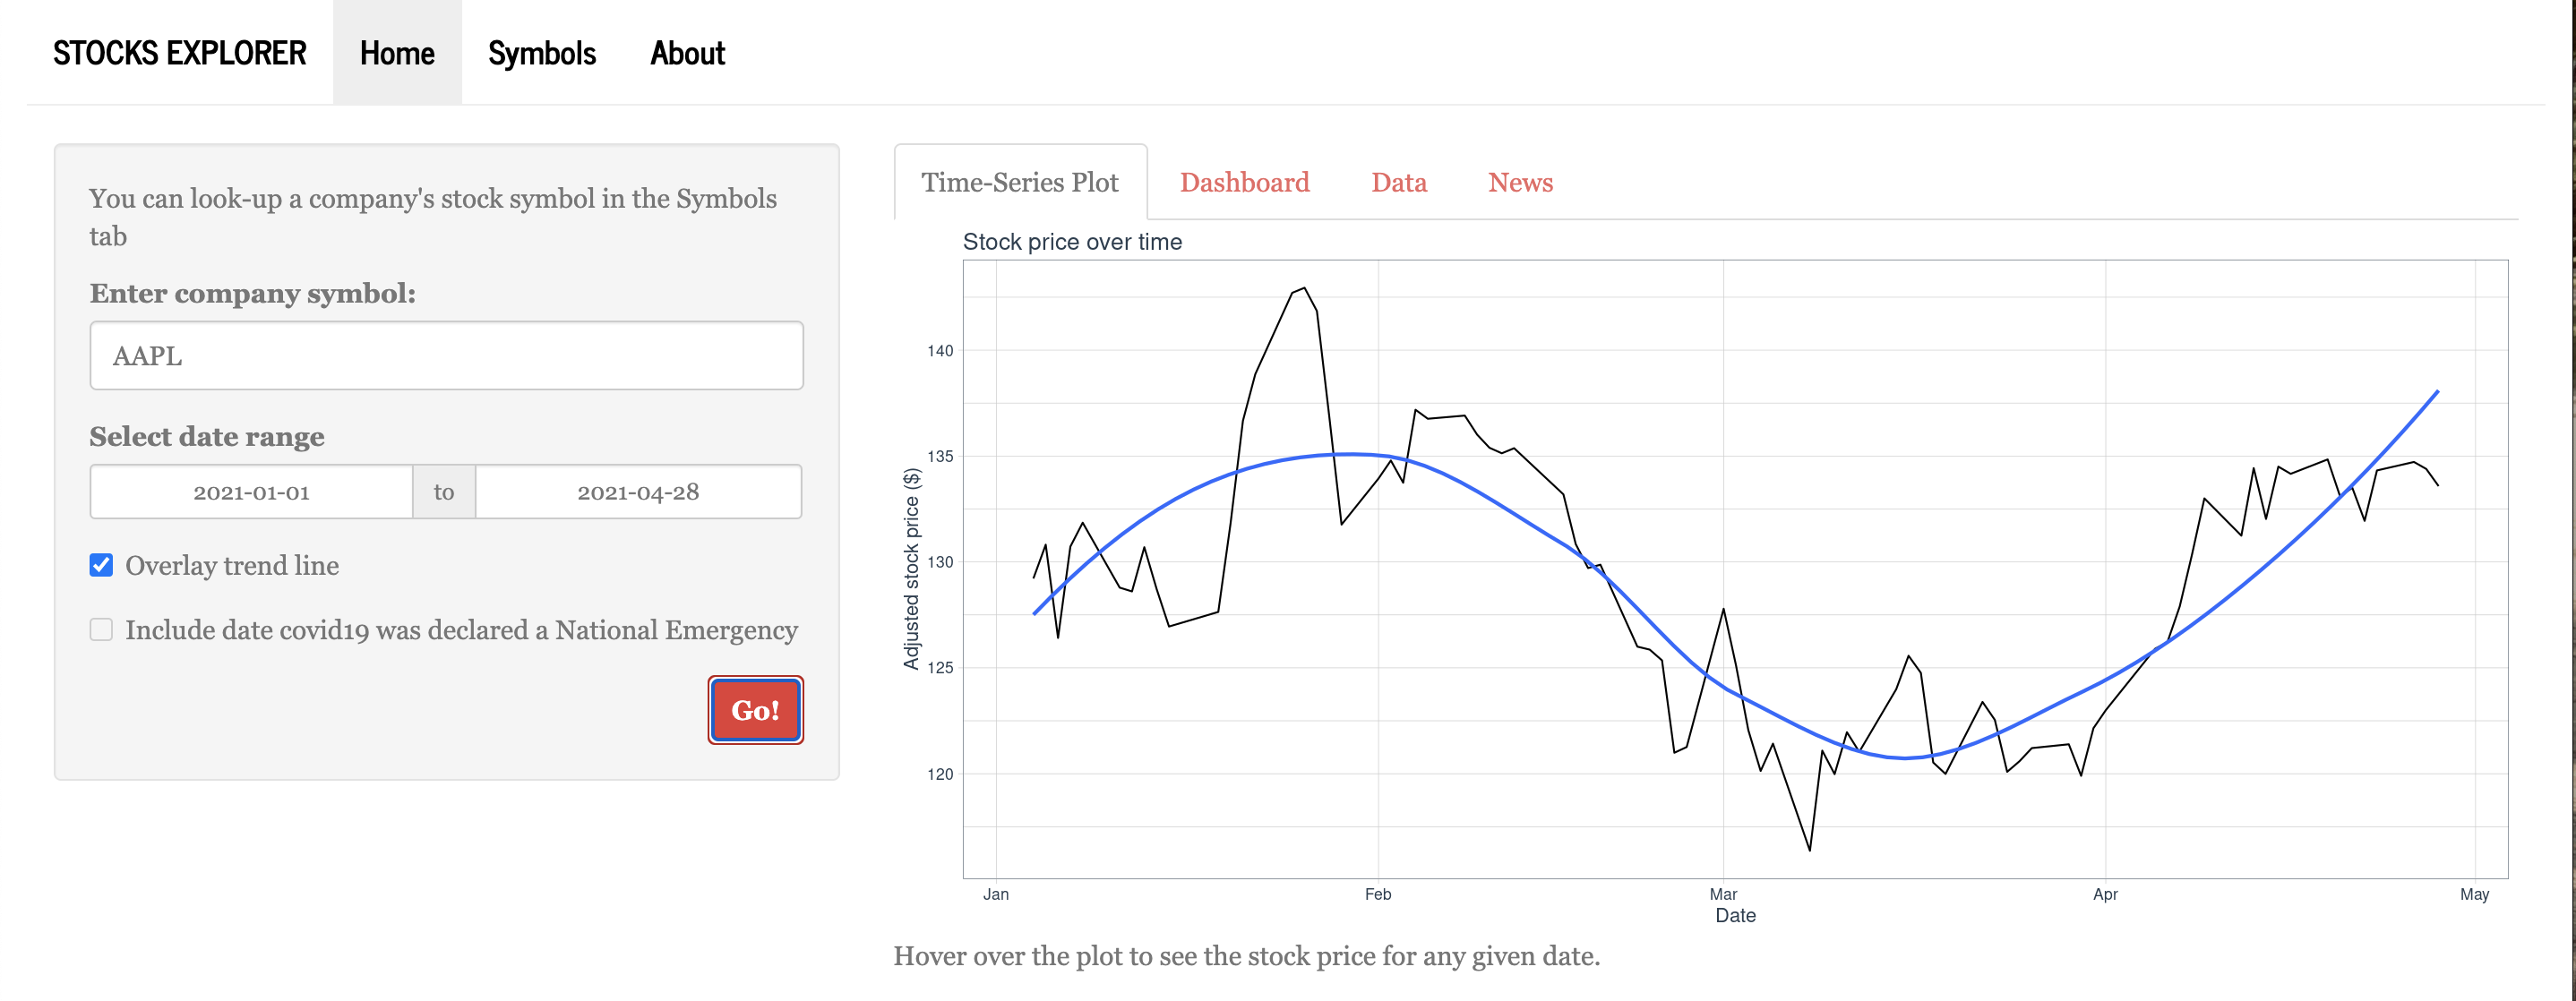 STOCKS EXPLORER Home Symbols About
You can look-up a company's stock symbol in the Symbols
tab
Enter company symbol:
AAPL
Select date range
2021-01-01 to 2021-04-28
Overlay trend line
Include date covid19 was declared a National Emergency
Go!
Time-Series Plot Dashboard Data News
Stock price over time
Adjusted stock price ($)
140
135
130
125
120
Jan Feb Mar Apr May
Date
Hover over the plot to see the stock price for any given date.